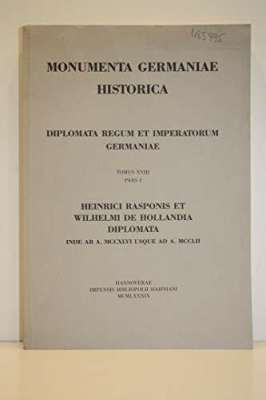 MONUMENTA GERMANIAE
HISTORICA
DIPLOMATA REGUM ET IMPERATORUM
GERMANIAE
TOMUS XVIII
PARS I
HEINRICI RASPONIS ET
WILHELMI DE HOLLANDIA
DIPLOMATA
INDE AB A. MCCXLVI USQUE AD A. MCCLII
HANNOVERAE
IMPENSIS BIBLIOPOLII HAHNIANI
MCMLXXXIX